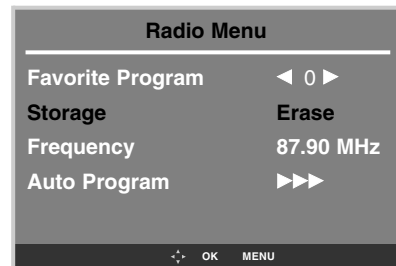 Radio Menu
Favorite Program ◀ 0 ▶
Storage Erase
Frequency 87.90 MHz
Auto Program ▶▶▶
OK MENU